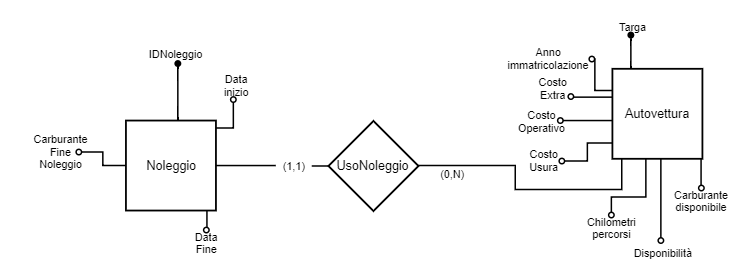 IDNoleggio
Data
inizio
Carburante
Fine
Noleggio
Noleggio
Data
Fine
(1,1)
UsoNoleggio
(0,N)
Targa
Anno
immatricolazione
Costo
Extra
Costo
Operativo
Costo
Usura
Autovettura
Chilometri
percorsi
Disponibilità
Carburante
disponibile